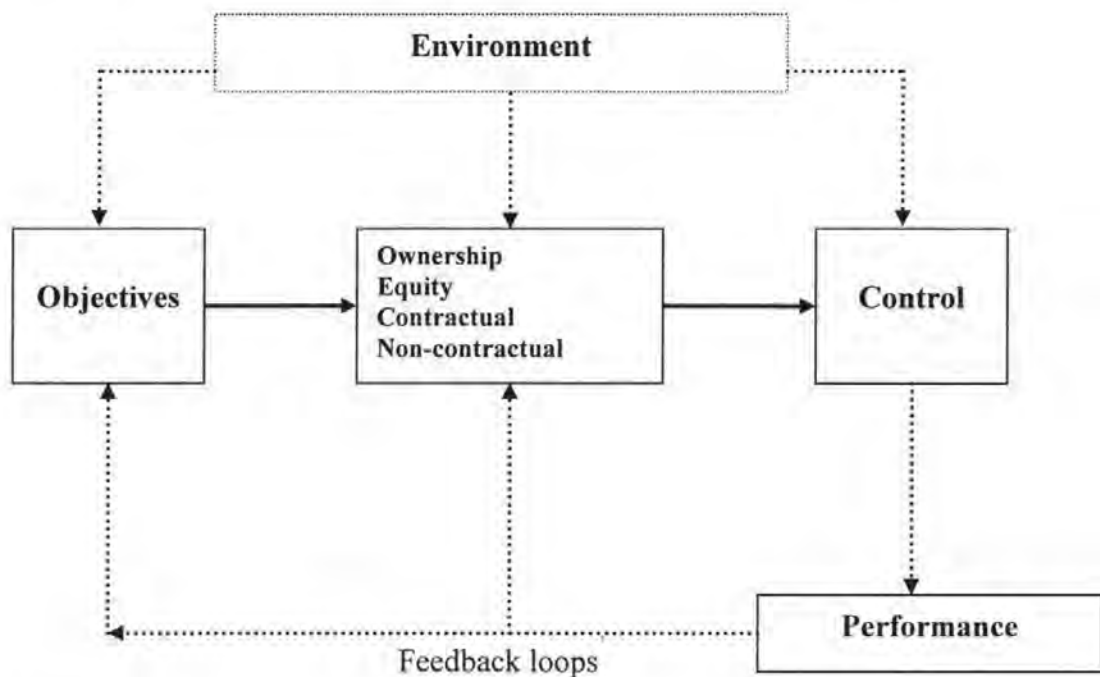 Environment
Objectives
Ownership
Equity
Contractual
Non-contractual
Control
Performance
Feedback loops